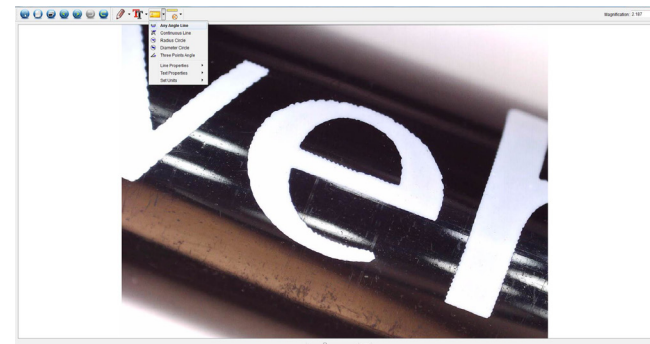 Magnification: 2.167
Any Angle Line
Continuous Line
Radius Circle
Diameter Circle
Three Points Angle
Line Properties
Text Properties
Set Units
ver